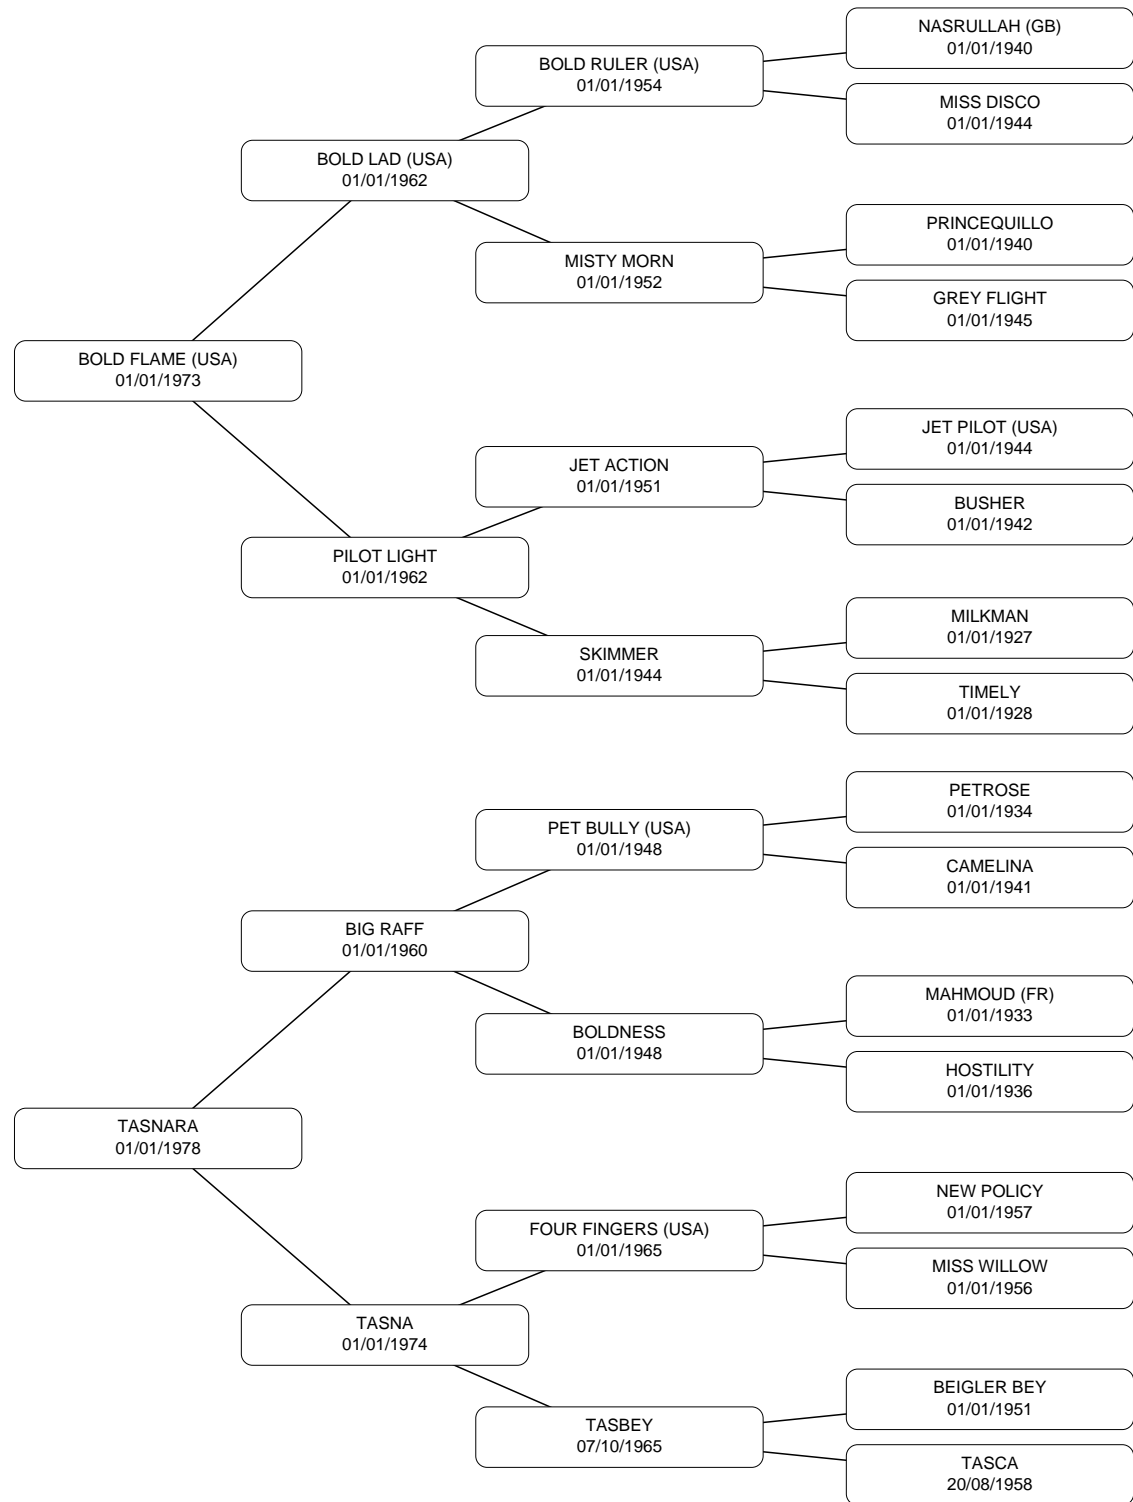 NASRULLAH (GB)
01/01/1940
BOLD RULER (USA)
01/01/1954
MISS DISCO
01/01/1944
BOLD LAD (USA)
01/01/1962
PRINCEQUILLO
01/01/1940
MISTY MORN
01/01/1952
GREY FLIGHT
01/01/1945
BOLD FLAME (USA)
01/01/1973
JET PILOT (USA)
01/01/1944
JET ACTION
01/01/1951
BUSHER
01/01/1942
PILOT LIGHT
01/01/1962
MILKMAN
01/01/1927
SKIMMER
01/01/1944
TIMELY
01/01/1928
PETROSE
01/01/1934
PET BULLY (USA)
01/01/1948
CAMELINA
01/01/1941
BIG RAFF
01/01/1960
MAHMOUD (FR)
01/01/1933
BOLDNESS
01/01/1948
HOSTILITY
01/01/1936
TASNARA
01/01/1978
NEW POLICY
01/01/1957
FOUR FINGERS (USA)
01/01/1965
MISS WILLOW
01/01/1956
TASNA
01/01/1974
BEIGLER BEY
01/01/1951
TASBEY
07/10/1965
TASCA
20/08/1958